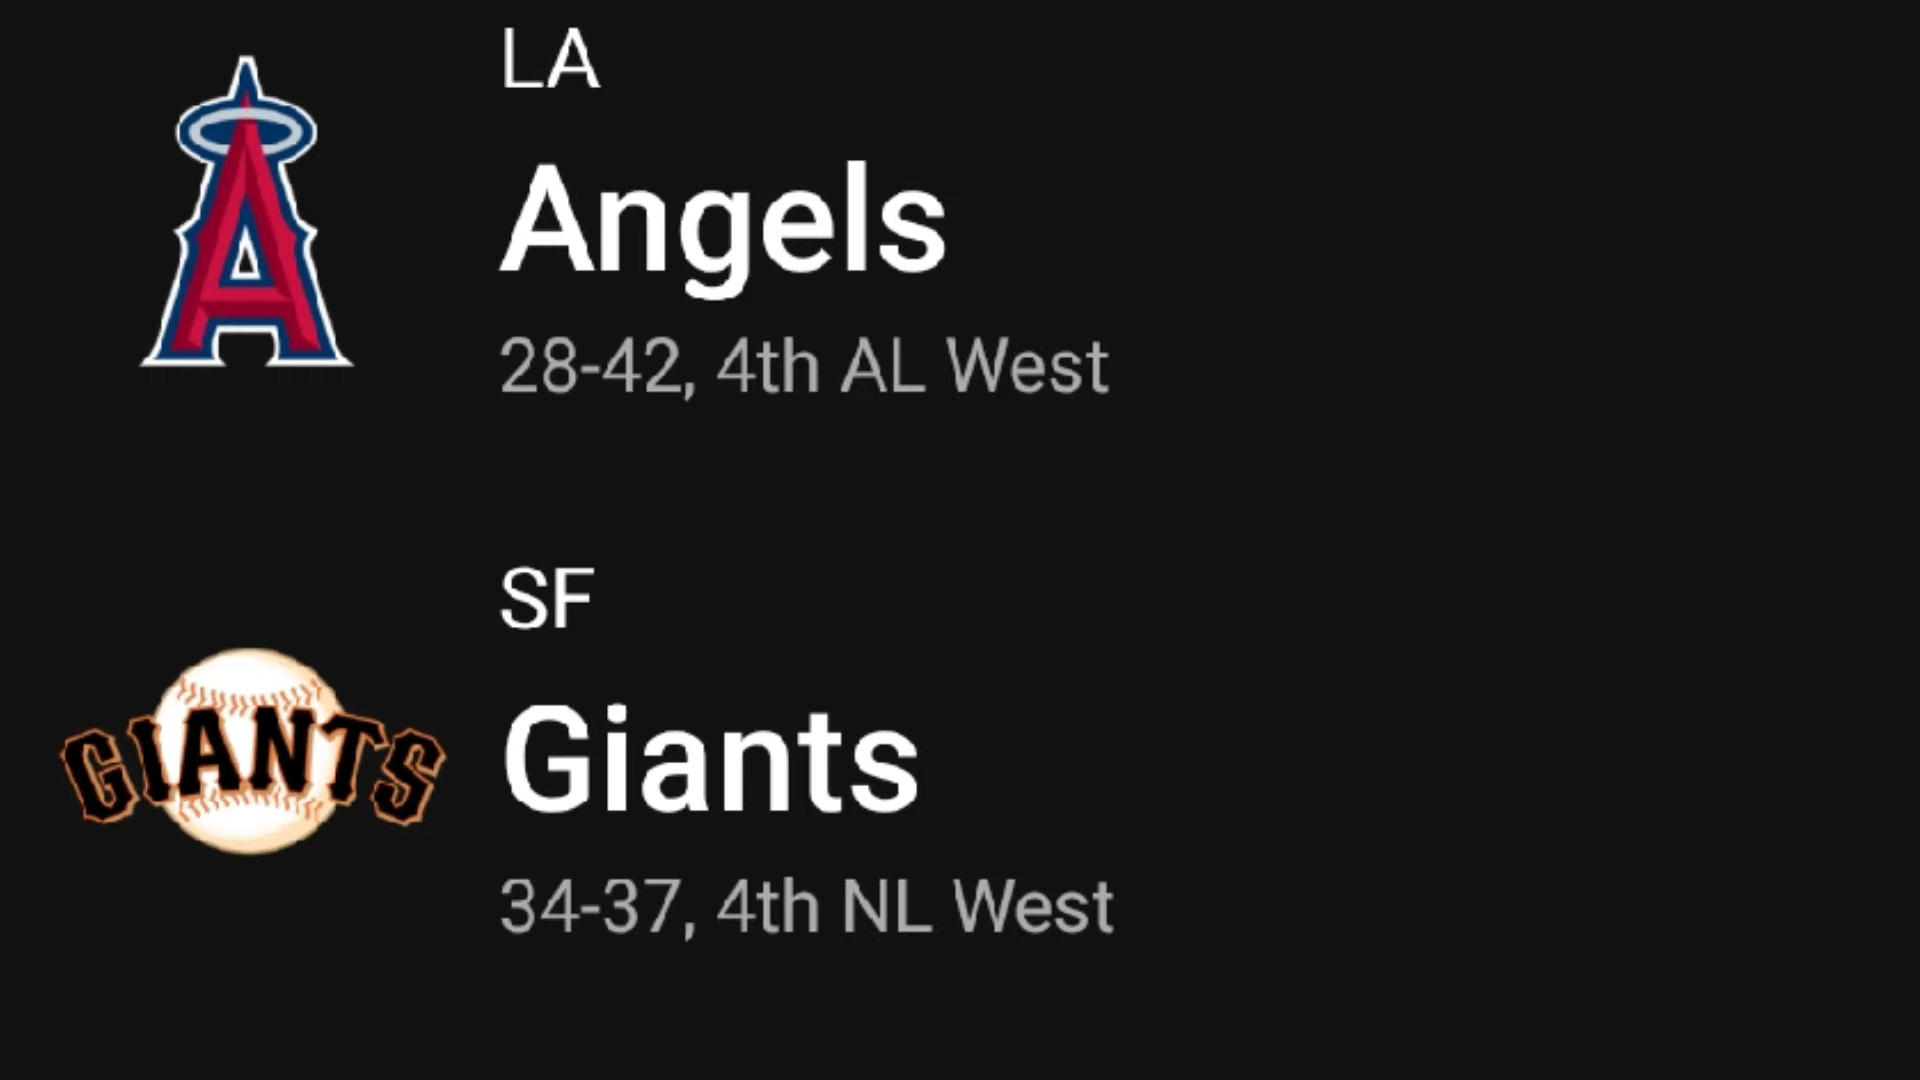 LA
Angels
28-42, 4th AL West
SF
GIANTS
Giants
34-37, 4th NL West